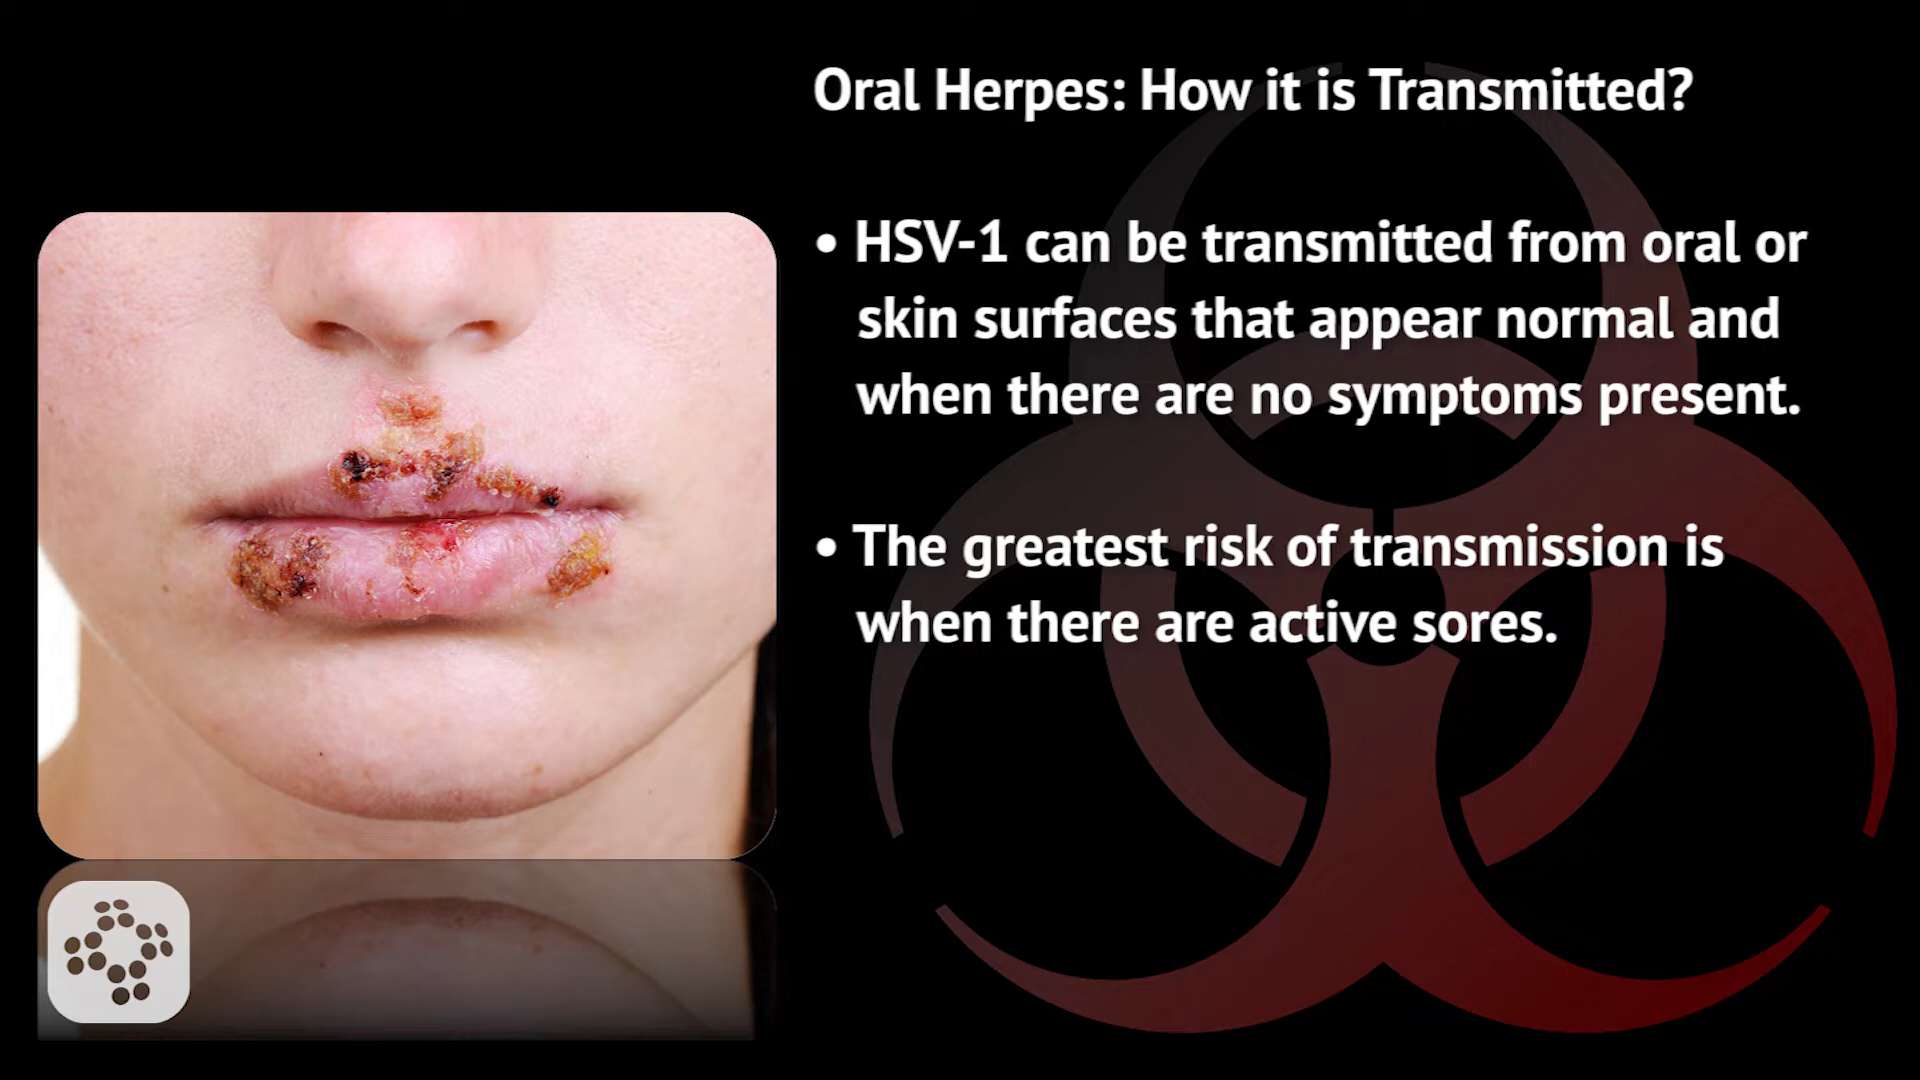 Oral Herpes: How it is Transmitted?
• HSV-1 can be transmitted from oral or
skin surfaces that appear normal and
when there are no symptoms present.
• The greatest risk of transmission is
when there are active sores.